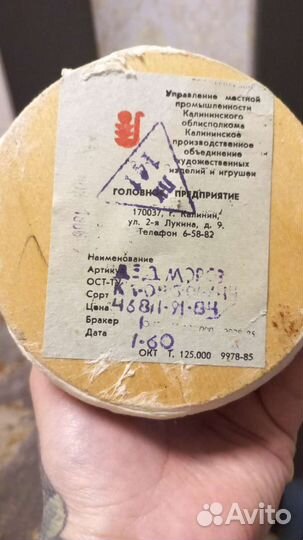 Управление местной
промышленности
Калининского
облисполкома
Калининское
производственное
объединение
художественных
изделий и игрушек
ГОЛОВНОЕ ПРЕДПРИЯТИЕ
170037, г. Калинин,
ул. 2-я Лукина, д. 9.
Телефон 6-58-82
Наименование
Артикул ДЕД МОРОЗ
ОСТ-ТУ
Сорт
Цена
Бракер
Дата 1-60
ОКТ Т. 125.000 9978-85
Avito